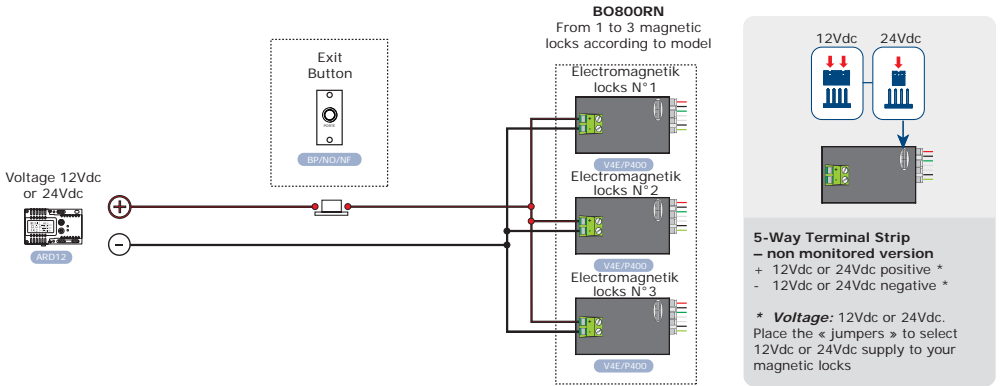 BO800RN
From 1 to 3 magnetic
locks according to model
Exit
Button
PORTE
BP/NO/NF
Voltage 12Vdc
or 24Vdc
ARD12
+
-
Electromagnetik
locks N°1
V4E/P400
Electromagnetik
locks N°2
V4E/P400
Electromagnetik
locks N°3
V4E/P400
12Vdc
24Vdc
5-Way Terminal Strip
– non monitored version
+ 12Vdc or 24Vdc positive *
- 12Vdc or 24Vdc negative *
* Voltage: 12Vdc or 24Vdc.
Place the « jumpers » to select
12Vdc or 24Vdc supply to your
magnetic locks